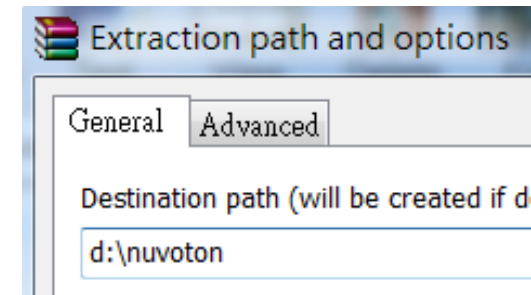 Extraction path and options
General Advanced
Destination path (will be created if
d:\nuvoton